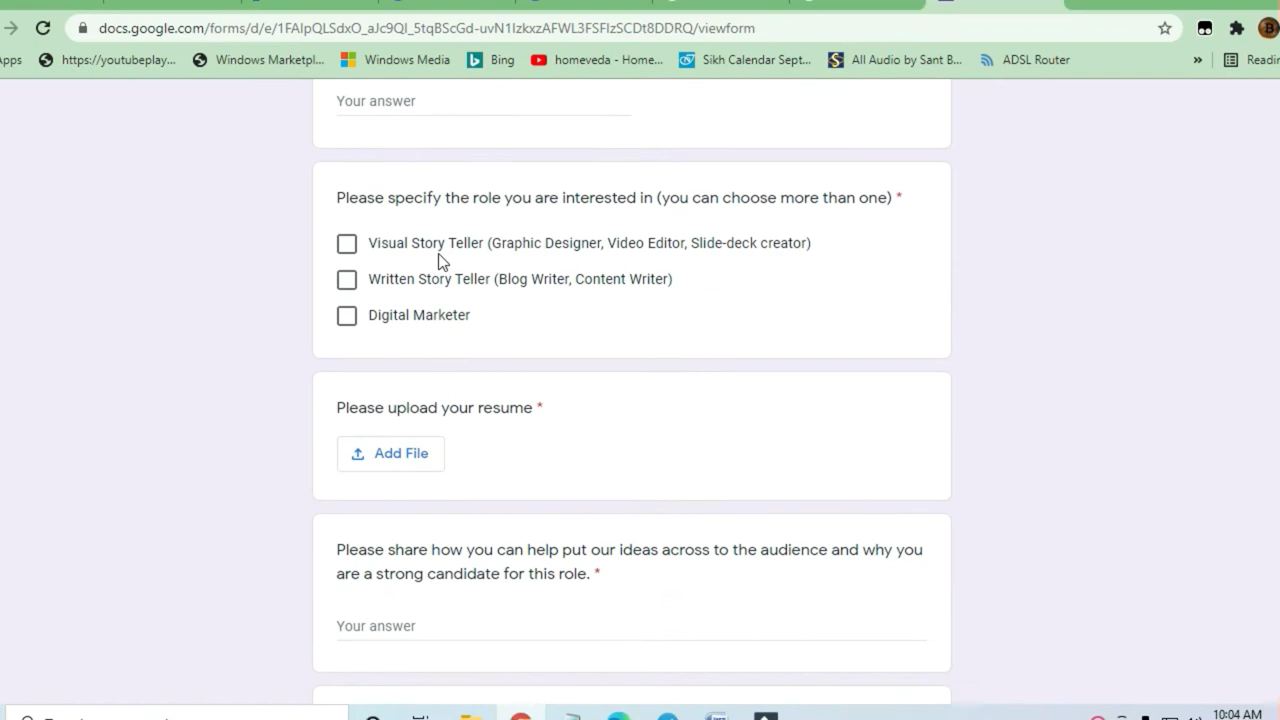 docs.google.com/forms/d/e/1FAIpQLSdxO_aJc9QI_5tqBScGd-uvN1IzkxzAFWL3FSFIzSCDt8DDRQ/viewform
Apps https://youtubeplay... Windows Marketpl... Windows Media Bing homeveda - Home... Sikh Calendar Sept... All Audio by Sant B... ADSL Router » Readin
Your answer
Please specify the role you are interested in (you can choose more than one) *
Visual Story Teller (Graphic Designer, Video Editor, Slide-deck creator)
Written Story Teller (Blog Writer, Content Writer)
Digital Marketer
Please upload your resume *
Add File
Please share how you can help put our ideas across to the audience and why you
are a strong candidate for this role. *
Your answer
10:04 AM